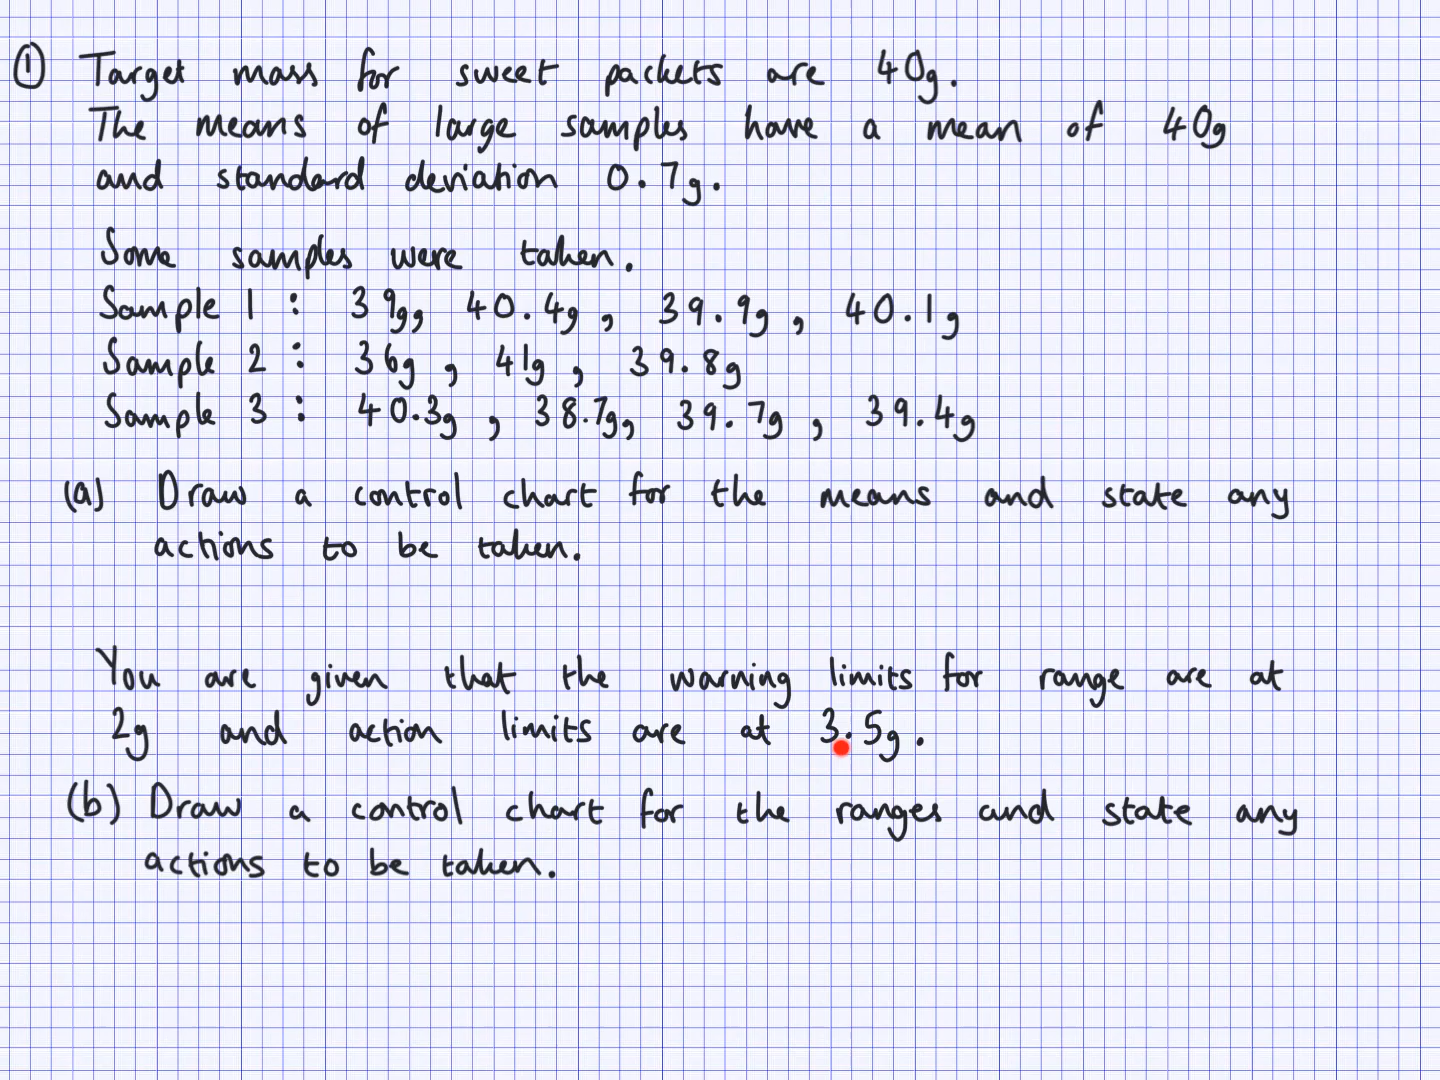 ① Target mass for sweet packets are 40g.
The means of large samples have a mean of 40g
and standard deviation 0.7g.
Some samples were taken.
Sample 1 : 39g, 40.4g, 39.9g, 40.1g
Sample 2 : 36g, 41g, 39.8g
Sample 3 : 40.3g, 38.7g, 39.7g, 39.4g
(a) Draw a control chart for the means and state any
actions to be taken.
You are given that the warning limits for range are at
2g and action limits are at 3.5g.
(b) Draw a control chart for the ranges and state any
actions to be taken.